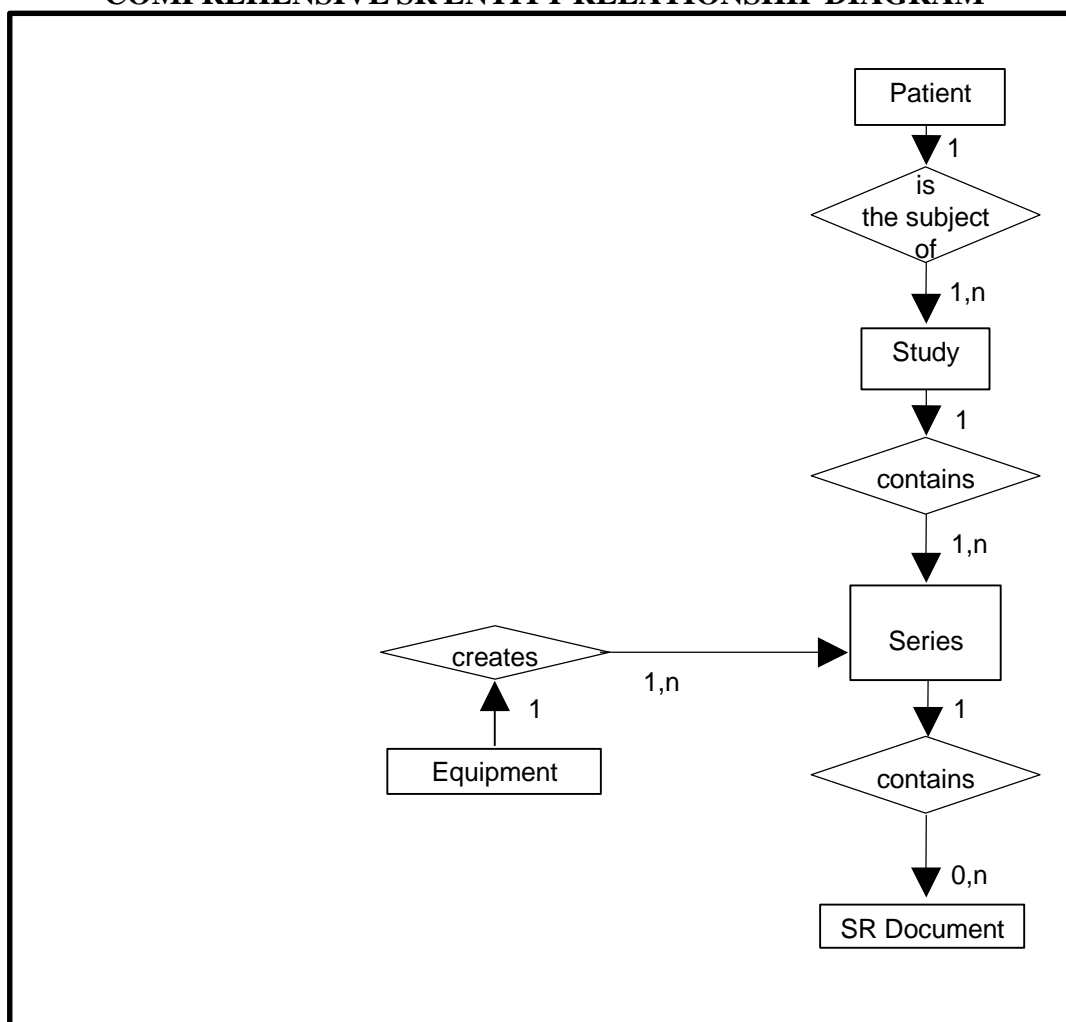 COMPREHENSIVE SR ENTITY RELATIONSHIP DIAGRAM
Patient
1
is
the subject
of
1,n
Study
1
contains
1,n
Series
creates
1,n
1
1
Equipment
contains
0,n
SR Document